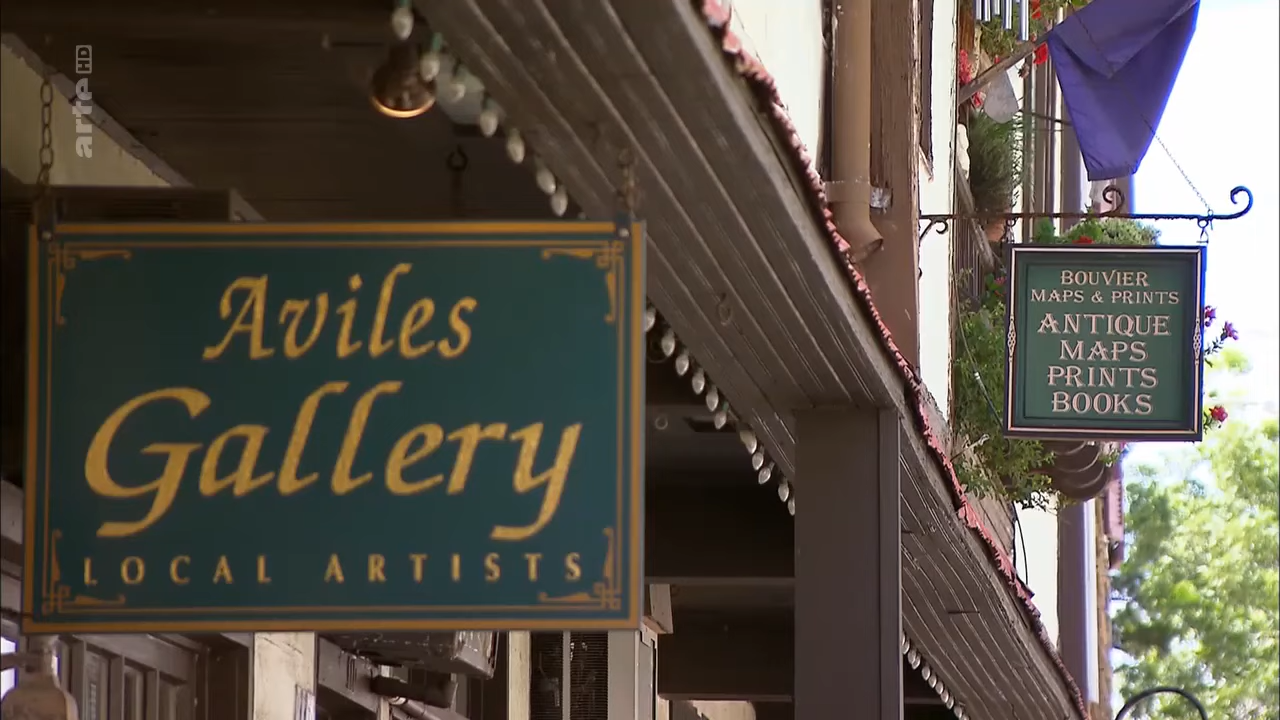 arte HD
Aviles
Gallery
LOCAL ARTISTS
BOUVIER
MAPS & PRINTS
ANTIQUE
MAPS
PRINTS
BOOKS